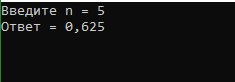 Введите n = 5
Ответ = 0,625